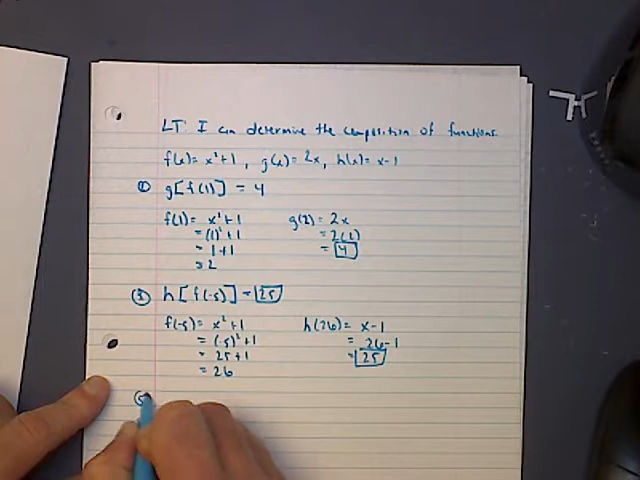 LT: I can determine the composition of functions.
f(x) = x²+1, g(x) = 2x, h(x) = x-1
① g[f(1)] = 4
f(1) = x²+1 g(2) = 2x
= (1)²+1 = 2(2)
= 1+1 = 4
= 2
③ h[f(-5)] = 25
f(-5) = x²+1 h(26) = x-1
= (-5)²+1 = 26-1
= 25+1 = 25
= 26